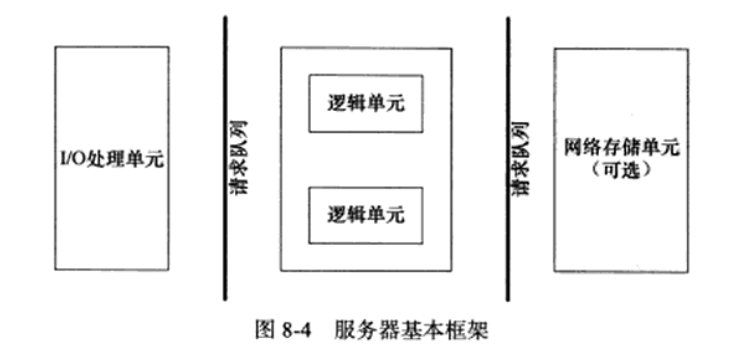 I/O处理单元
请求队列
逻辑单元
逻辑单元
请求队列
网络存储单元
（可选）
图 8-4 服务器基本框架